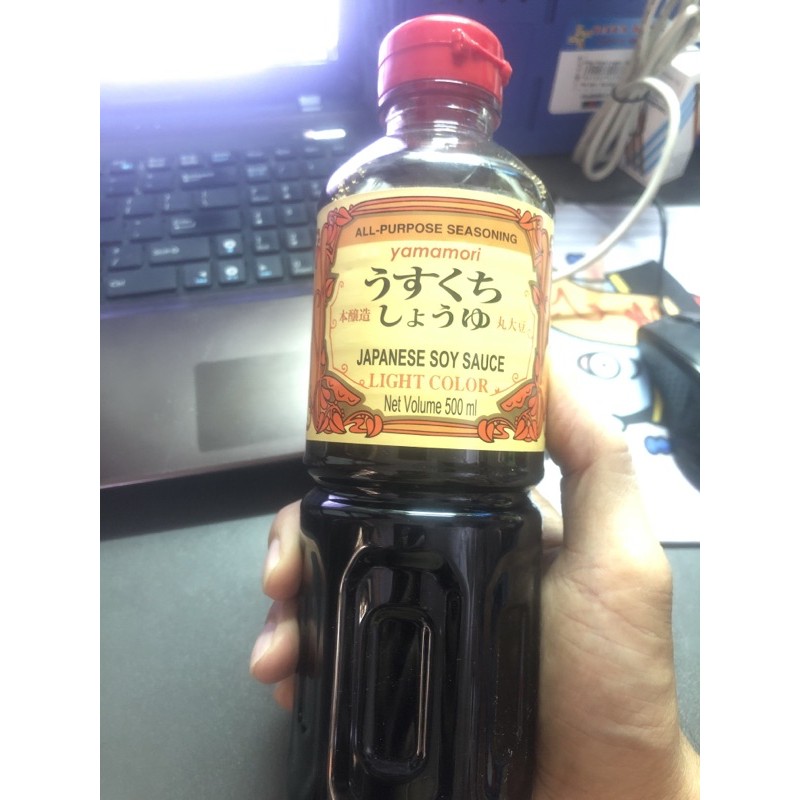 ALL-PURPOSE SEASONING
yamamori
うすくち
本醸造 しょうゆ 丸大豆
JAPANESE SOY SAUCE
LIGHT COLOR
Net Volume 500 ml